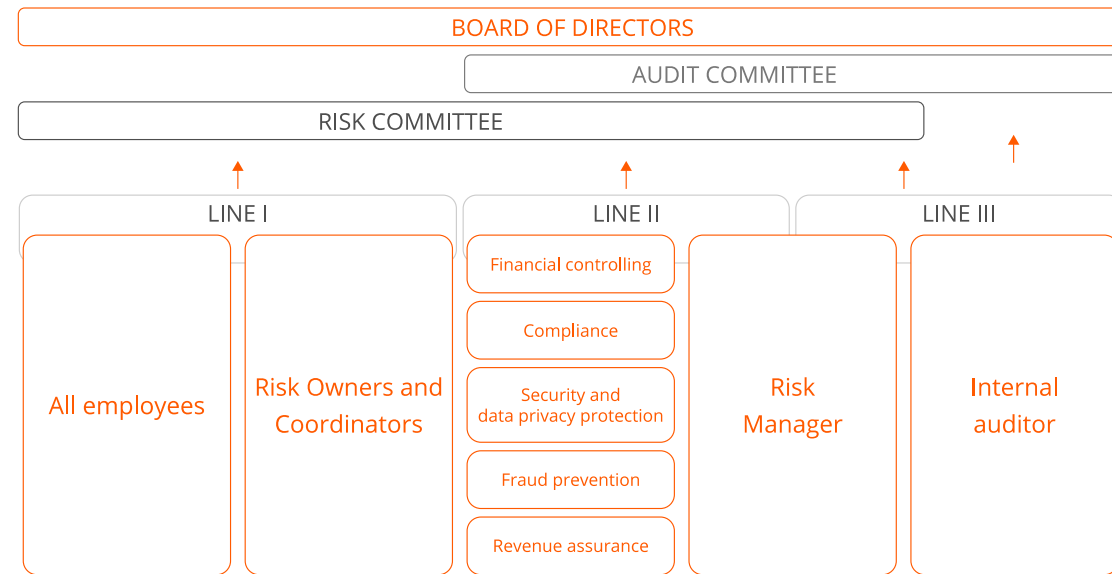 BOARD OF DIRECTORS
AUDIT COMMITTEE
RISK COMMITTEE
LINE I
LINE II
LINE III
All employees
Risk Owners and
Coordinators
Financial controlling
Compliance
Security and
data privacy protection
Fraud prevention
Revenue assurance
Risk
Manager
Internal
auditor